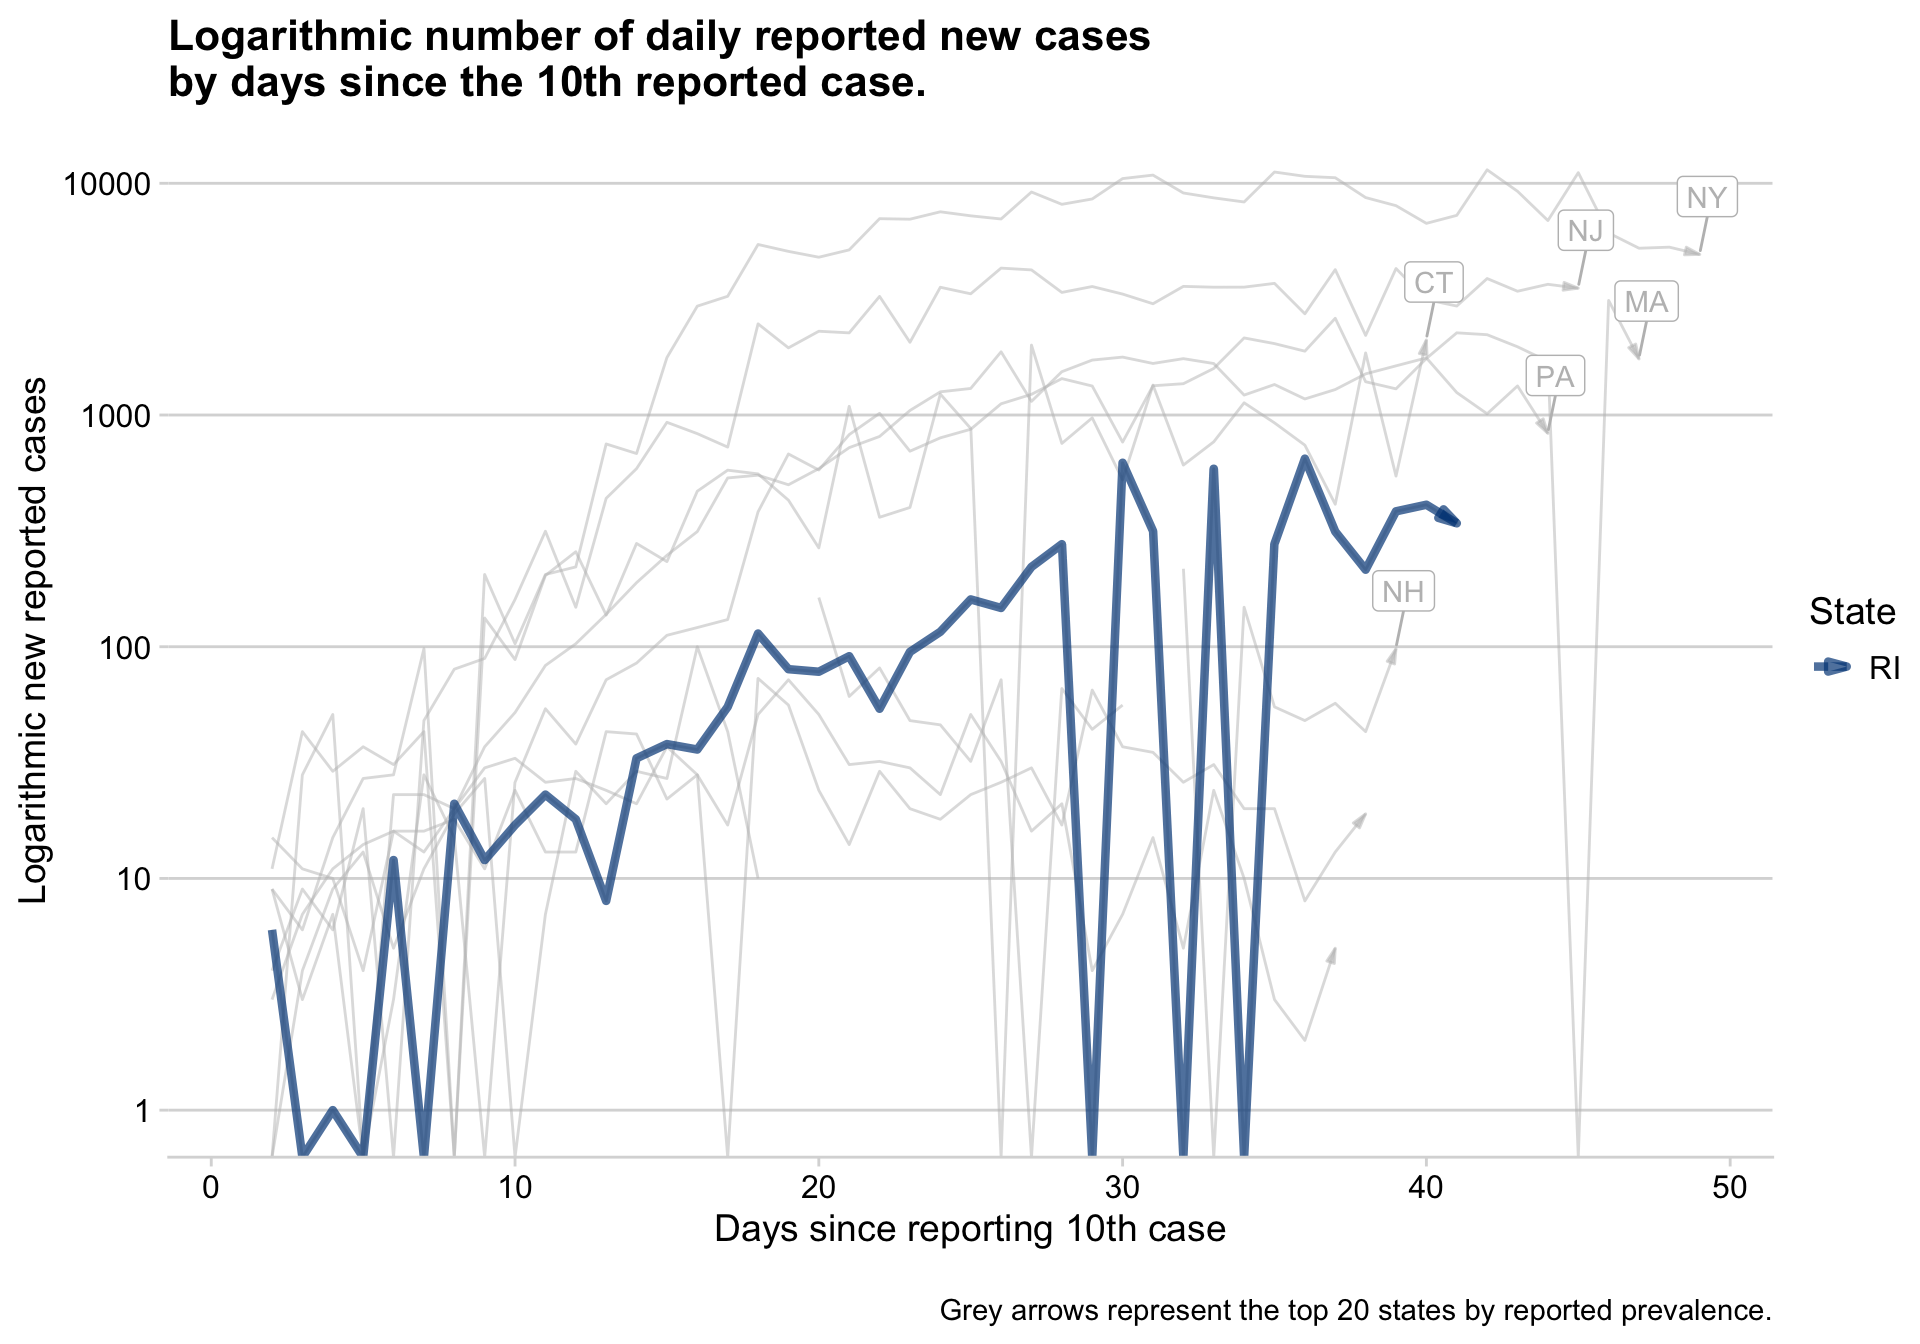 Logarithmic number of daily reported new cases
by days since the 10th reported case.
Logarithmic new reported cases
10000
1000
100
10
1
NY
NJ
CT
MA
PA
NH
State
RI
0 10 20 30 40 50
Days since reporting 10th case
Grey arrows represent the top 20 states by reported prevalence.